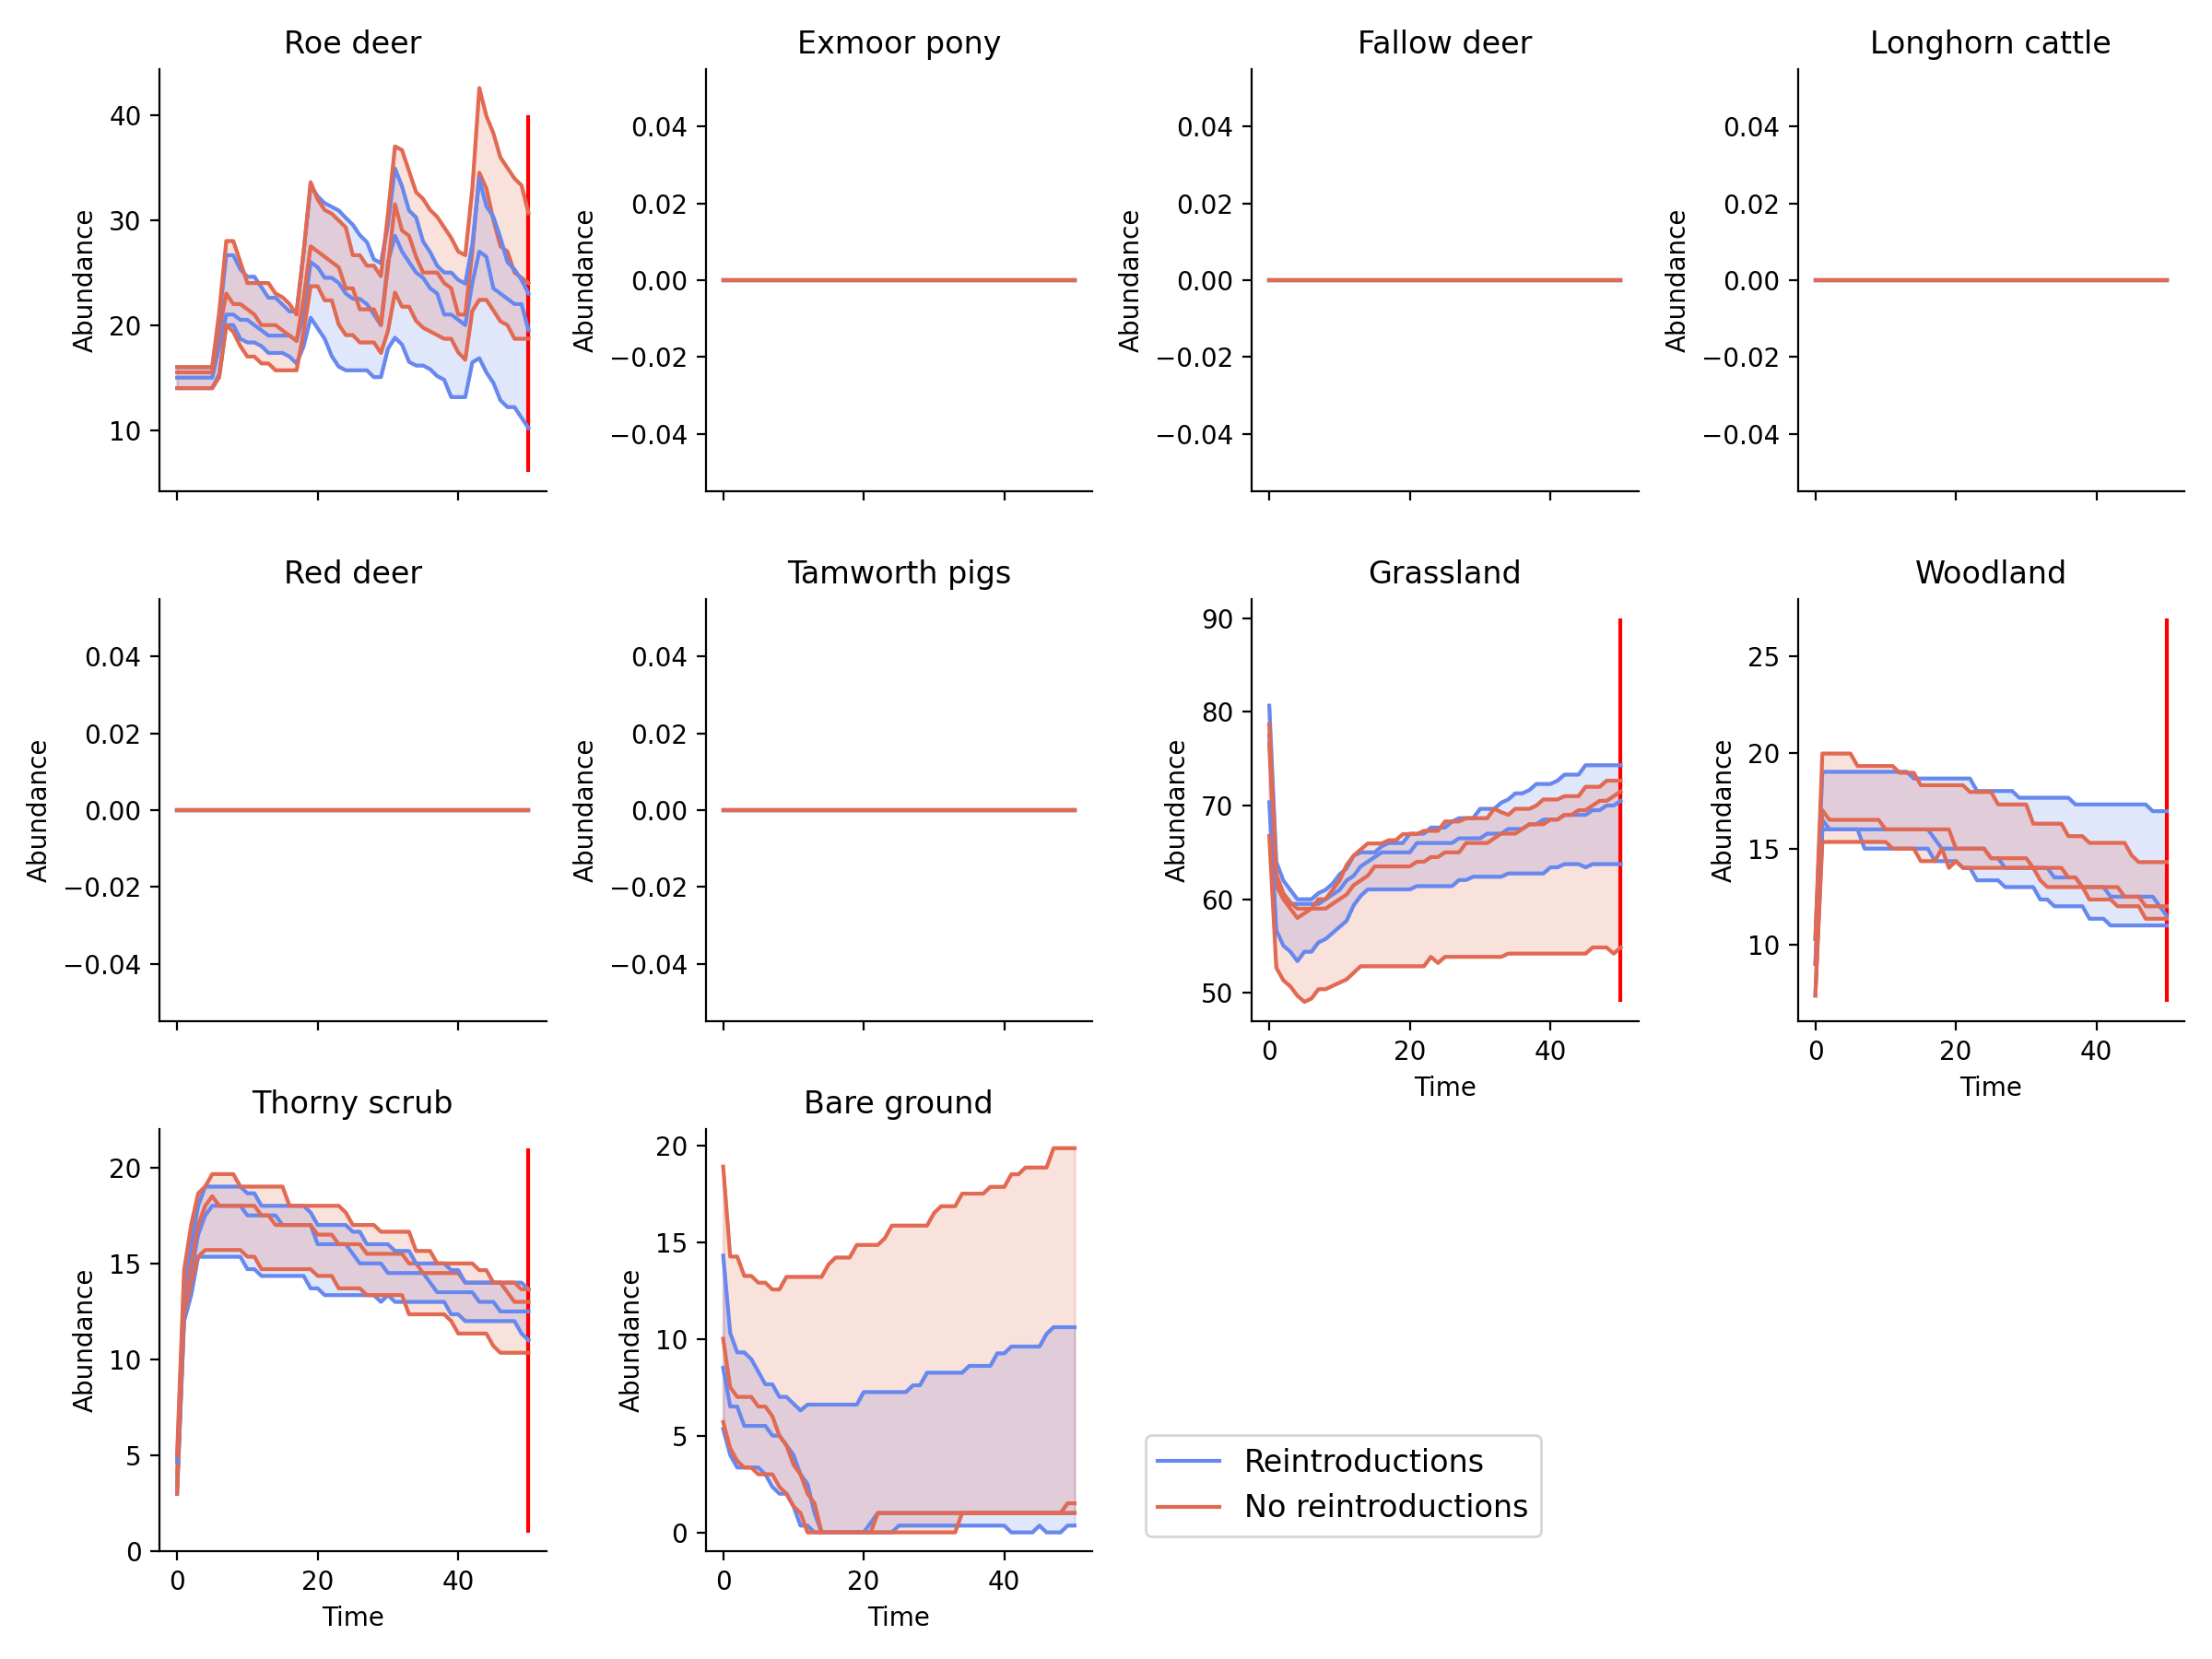 Roe deer
Exmoor pony
Fallow deer
Longhorn cattle
40
30
20
10
Abundance
0.04
0.02
0.00
−0.02
−0.04
Abundance
0.04
0.02
0.00
−0.02
−0.04
Abundance
0.04
0.02
0.00
−0.02
−0.04
Abundance
Red deer
Tamworth pigs
Grassland
Woodland
0.04
0.02
0.00
−0.02
−0.04
Abundance
0.04
0.02
0.00
−0.02
−0.04
Abundance
90
80
70
60
50
Abundance
0 20 40
Time
25
20
15
10
Abundance
0 20 40
Time
Thorny scrub
Bare ground
20
15
10
5
0
Abundance
0 20 40
Time
20
15
10
5
0
Abundance
0 20 40
Time
Reintroductions
No reintroductions